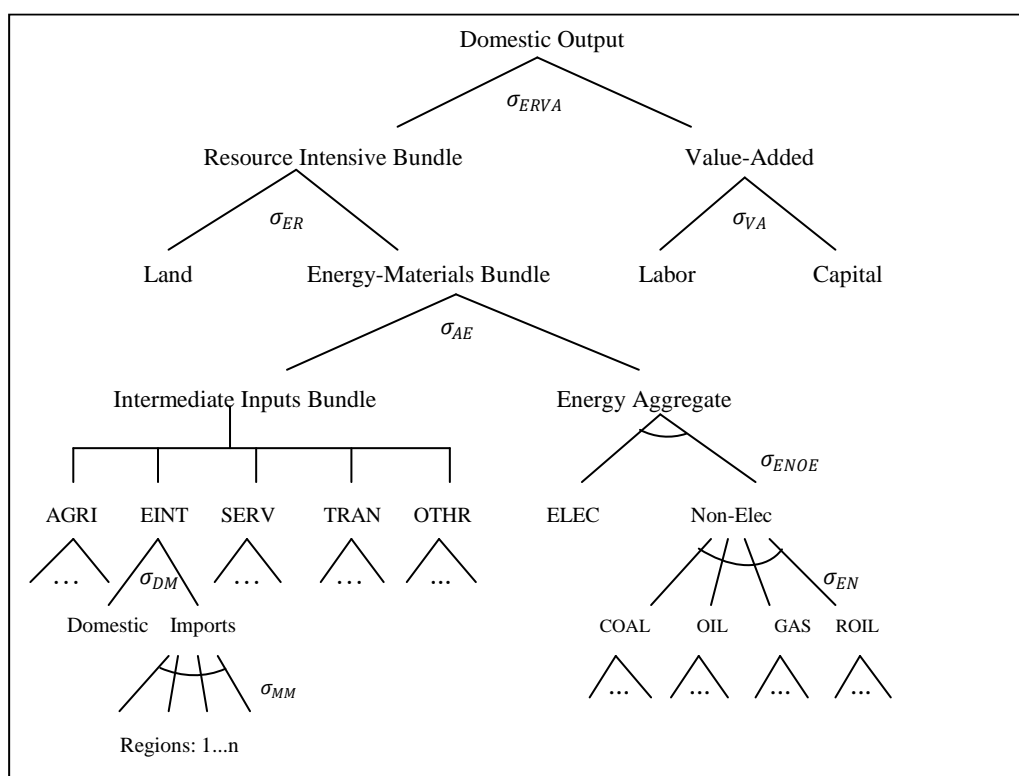 Domestic Output
σ_ERVA
Resource Intensive Bundle Value-Added
σ_ER σ_VA
Land Energy-Materials Bundle Labor Capital
σ_AE
Intermediate Inputs Bundle Energy Aggregate
σ_ENOE
AGRI EINT SERV TRAN OTHR ELEC Non-Elec
... σ_DM ... ... ... σ_EN
Domestic Imports COAL OIL GAS ROIL
σ_MM ... ... ... ...
Regions: 1...n